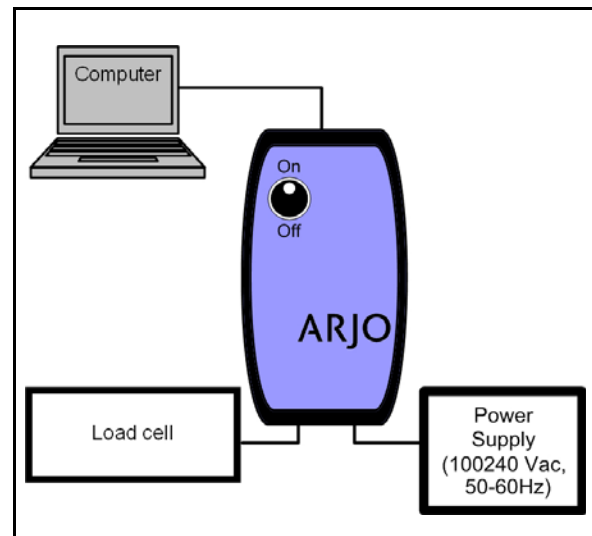 Computer
On
Off
ARJO
Load cell
Power
Supply
(100240 Vac,
50-60Hz)